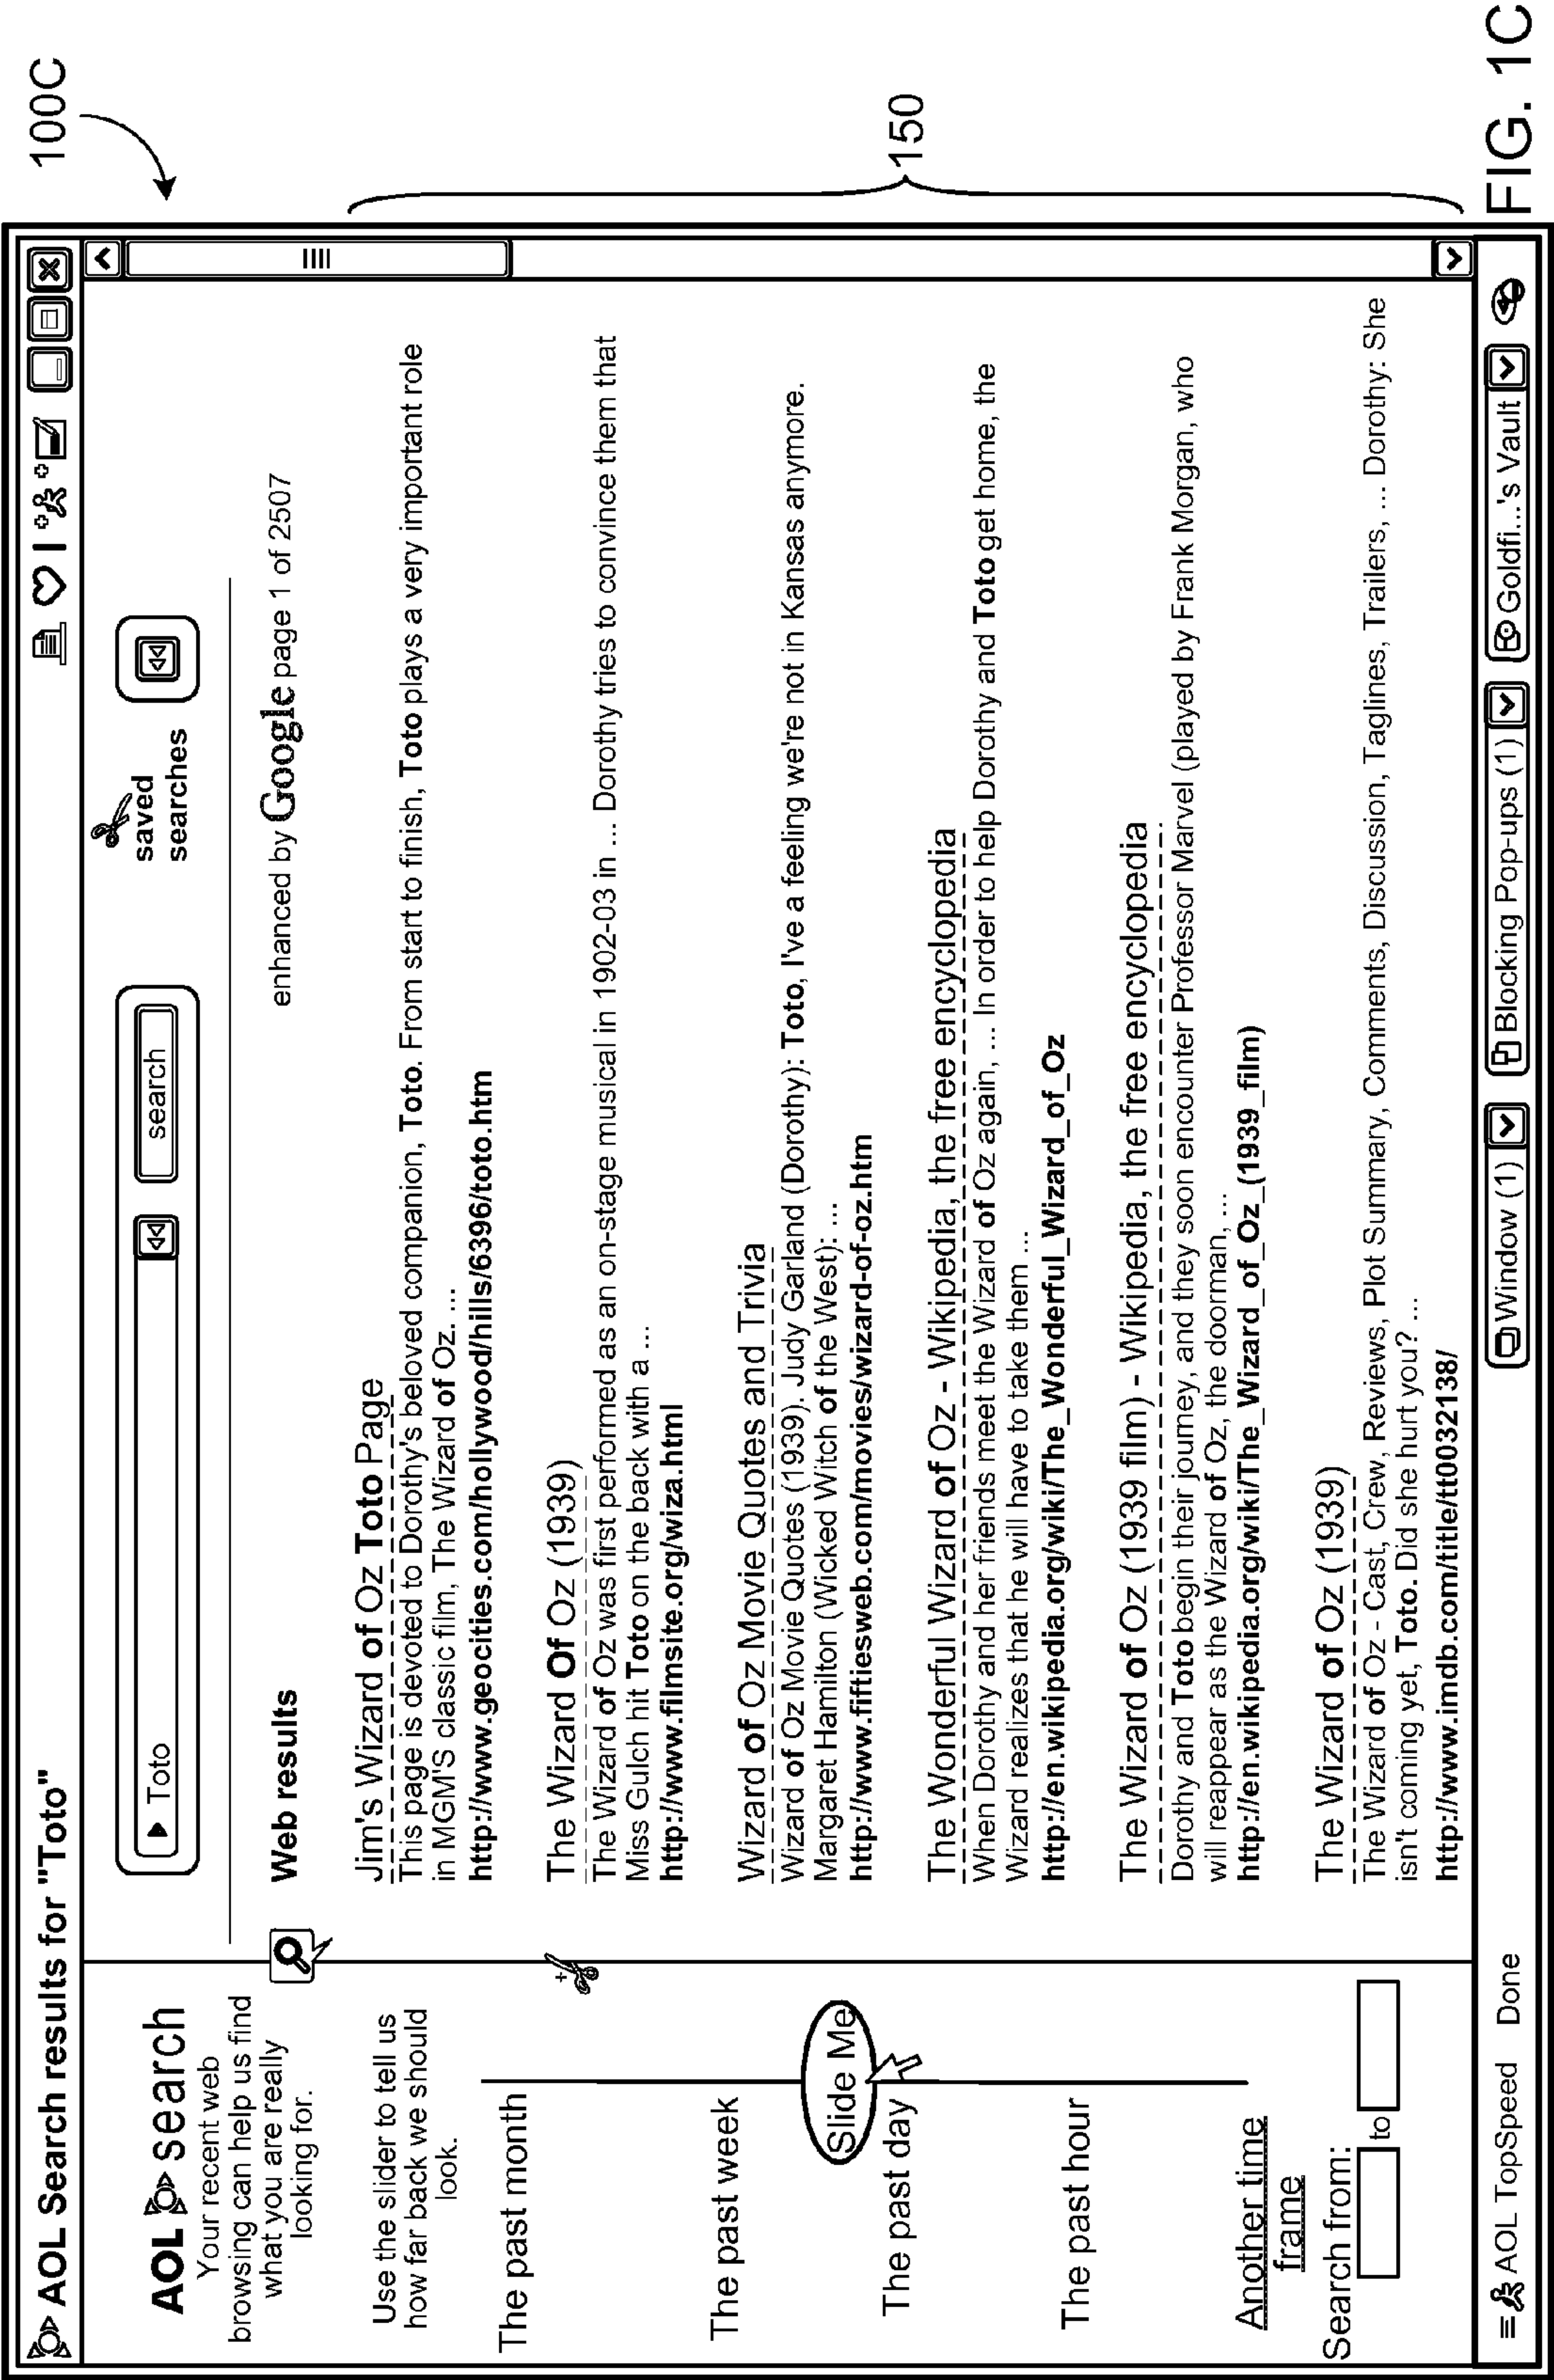 100C
AOL Search results for "Toto"
AOL search
Your recent web
browsing can help us find
what you are really
looking for.
Use the slider to tell us
how far back we should
look.
The past month
The past week
Slide Me
The past day
The past hour
Another time
frame
Search from:
to
Toto
search
saved
searches
Web results
enhanced by Google page 1 of 2507
Jim's Wizard of Oz Toto Page
This page is devoted to Dorothy's beloved companion, Toto. From start to finish, Toto plays a very important role
in MGM'S classic film, The Wizard of Oz. ...
http://www.geocities.com/hollywood/hills/6396/toto.htm
The Wizard Of Oz (1939)
The Wizard of Oz was first performed as an on-stage musical in 1902-03 in ... Dorothy tries to convince them that
Miss Gulch hit Toto on the back with a ...
http://www.filmsite.org/wiza.html
Wizard of Oz Movie Quotes and Trivia
Wizard of Oz Movie Quotes (1939). Judy Garland (Dorothy): Toto, I've a feeling we're not in Kansas anymore.
Margaret Hamilton (Wicked Witch of the West): ...
http://www.fiftiesweb.com/movies/wizard-of-oz.htm
The Wonderful Wizard of Oz - Wikipedia, the free encyclopedia
When Dorothy and her friends meet the Wizard of Oz again, ... In order to help Dorothy and Toto get home, the
Wizard realizes that he will have to take them ...
http://en.wikipedia.org/wiki/The_Wonderful_Wizard_of_Oz
The Wizard of Oz (1939 film) - Wikipedia, the free encyclopedia
Dorothy and Toto begin their journey, and they soon encounter Professor Marvel (played by Frank Morgan, who
will reappear as the Wizard of Oz, the doorman, ...
http://en.wikipedia.org/wiki/The_Wizard_of_Oz_(1939_film)
The Wizard of Oz (1939)
The Wizard of Oz - Cast, Crew, Reviews, Plot Summary, Comments, Discussion, Taglines, Trailers, ... Dorothy: She
isn't coming yet, Toto. Did she hurt you? ...
http://www.imdb.com/title/tt0032138/
150
AOL TopSpeed Done
Window (1)
Blocking Pop-ups (1)
Goldfi...'s Vault
FIG. 1C